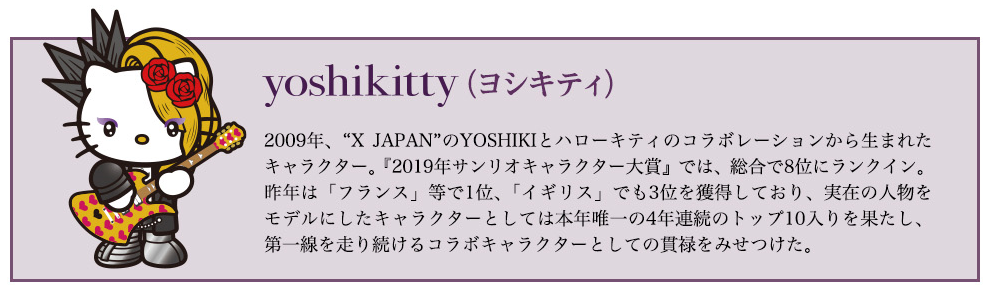 yoshikitty（ヨシキティ）
2009年、“X JAPAN”のYOSHIKIとハローキティのコラボレーションから生まれた
キャラクター。『2019年サンリオキャラクター大賞』では、総合で8位にランクイン。
昨年は「フランス」等で1位、「イギリス」でも3位を獲得しており、実在の人物を
モデルにしたキャラクターとしては本年唯一の4年連続のトップ10入りを果たし、
第一線を走り続けるコラボキャラクターとしての貫禄をみせつけた。